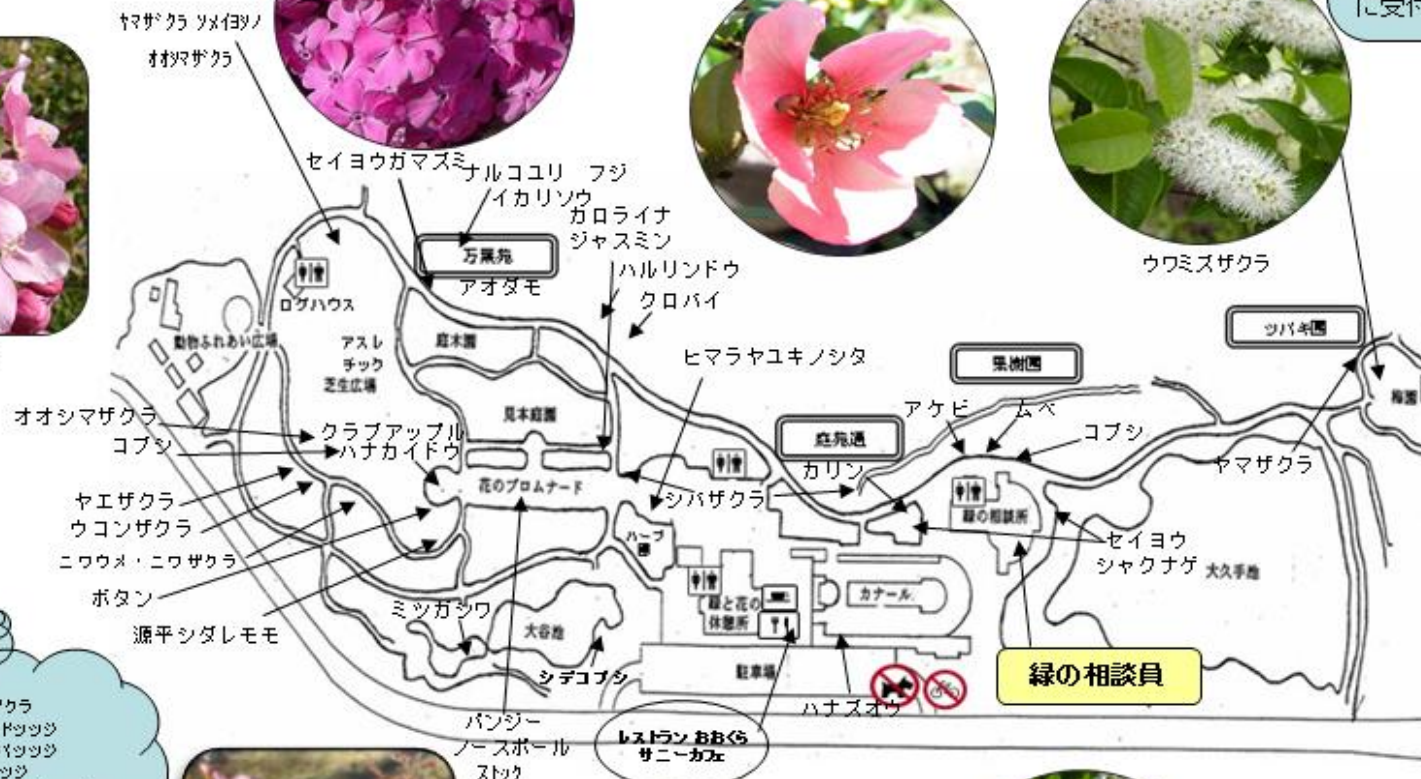 に受付
ヤマザクラ ソメイヨシノ
オオシマザクラ
セイヨウガマズミ
ナルコユリ フジ
イカリソウ
カロライナ
ジャスミン
ハルリンドウ
クロバイ
万葉苑
アオダモ
ウワミズザクラ
ログハウス
動物ふれあい広場
アスレ
チック
芝生広場
庭木園
見本庭園
ヒマラヤユキノシタ
果樹園
ツバキ園
梅園
アケビ
ムベ
コブシ
ヤマザクラ
庭苑通
カリン
オオシマザクラ
コブシ
クラブアップル
ハナカイドウ
花のプロムナード
シバザクラ
緑の相談所
ヤエザクラ
ウコンザクラ
ニワウメ・ニワザクラ
ボタン
源平シダレモモ
ハーブ
園
セイヨウ
シャクナゲ
大久手池
ミツガシワ
大谷池
シデコブシ
緑と花の
休憩所
カナール
駐車場
緑の相談員
ハナズオウ
パンジー
ノースポール
ストック
レストラン おおくら
サニーカフェ